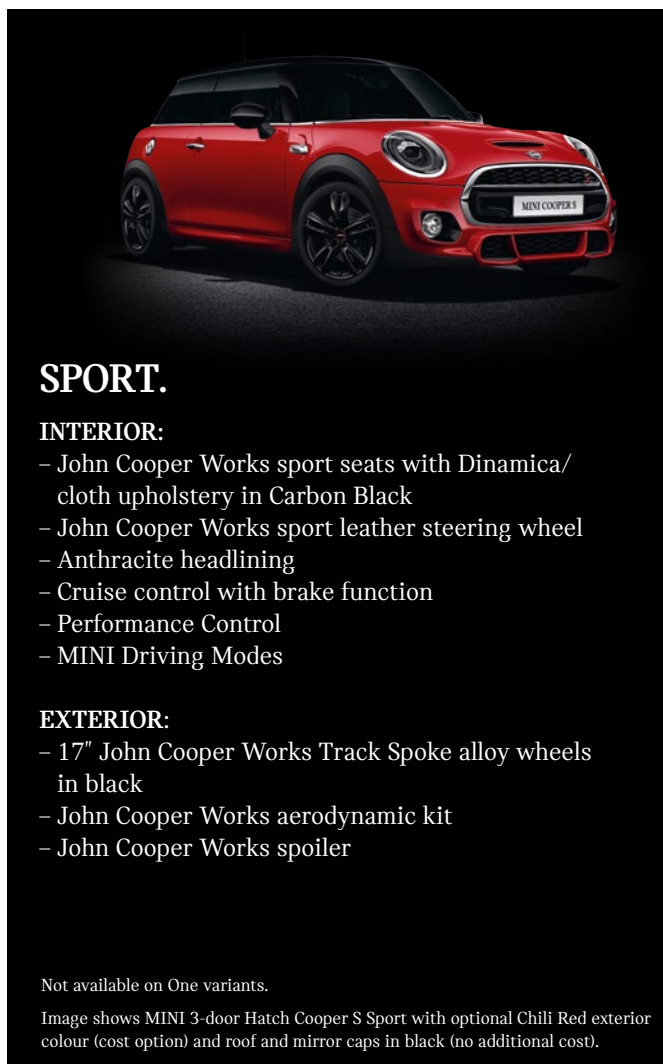 MINI COOPER S
SPORT.
INTERIOR:
– John Cooper Works sport seats with Dinamica/
cloth upholstery in Carbon Black
– John Cooper Works sport leather steering wheel
– Anthracite headlining
– Cruise control with brake function
– Performance Control
– MINI Driving Modes
EXTERIOR:
– 17" John Cooper Works Track Spoke alloy wheels
in black
– John Cooper Works aerodynamic kit
– John Cooper Works spoiler
Not available on One variants.
Image shows MINI 3-door Hatch Cooper S Sport with optional Chili Red exterior
colour (cost option) and roof and mirror caps in black (no additional cost).